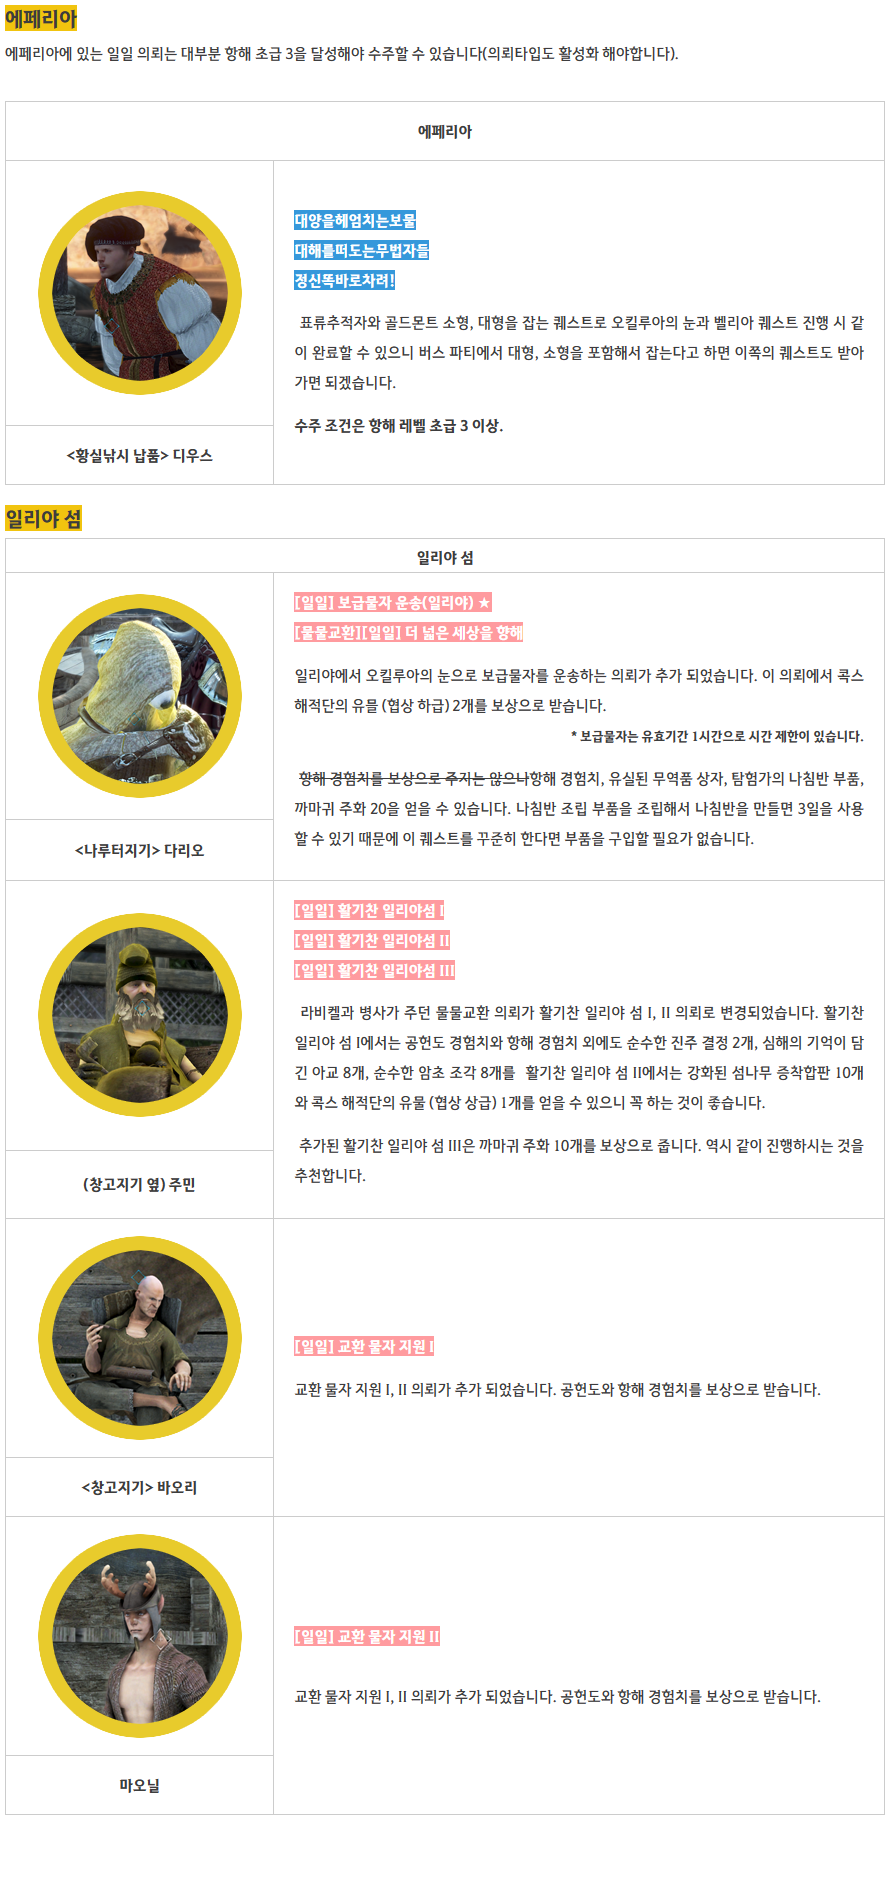 에페리아
에페리아에 있는 일일 의뢰는 대부분 항해 초급 3을 달성해야 수주할 수 있습니다(의뢰타입도 활성화 해야합니다).
에페리아
대양을헤엄치는보물
대해를떠도는무법자들
정신똑바로차려!
표류추적자와 골드몬트 소형, 대형을 잡는 퀘스트로 오킬루아의 눈과 벨리아 퀘스트 진행 시 같
이 완료할 수 있으니 버스 파티에서 대형, 소형을 포함해서 잡는다고 하면 이쪽의 퀘스트도 받아
가면 되겠습니다.
수주 조건은 항해 레벨 초급 3 이상.
<황실낚시 납품> 디우스
일리야 섬
일리야 섬
[일일] 보급물자 운송(일리야) ★
[물물교환][일일] 더 넓은 세상을 향해
일리야에서 오킬루아의 눈으로 보급물자를 운송하는 의뢰가 추가 되었습니다. 이 의뢰에서 콕스
해적단의 유믈 (협상 하급) 2개를 보상으로 받습니다.
* 보급물자는 유효기간 1시간으로 시간 제한이 있습니다.
항해 경험치를 보상으로 주지는 않으나항해 경험치, 유실된 무역품 상자, 탐험가의 나침반 부품,
까마귀 주화 20을 얻을 수 있습니다. 나침반 조립 부품을 조립해서 나침반을 만들면 3일을 사용
할 수 있기 때문에 이 퀘스트를 꾸준히 한다면 부품을 구입할 필요가 없습니다.
<나루터지기> 다리오
[일일] 활기찬 일리야섬 I
[일일] 활기찬 일리야섬 II
[일일] 활기찬 일리야섬 III
라비켈과 병사가 주던 물물교환 의뢰가 활기찬 일리야 섬 I, II 의뢰로 변경되었습니다. 활기찬
일리야 섬 I에서는 공헌도 경험치와 항해 경험치 외에도 순수한 진주 결정 2개, 심해의 기억이 담
긴 아교 8개, 순수한 암초 조각 8개를 활기찬 일리야 섬 II에서는 강화된 섬나무 증착합판 10개
와 콕스 해적단의 유물 (협상 상급) 1개를 얻을 수 있으니 꼭 하는 것이 좋습니다.
추가된 활기찬 일리야 섬 III은 까마귀 주화 10개를 보상으로 줍니다. 역시 같이 진행하시는 것을
추천합니다.
(창고지기 옆) 주민
[일일] 교환 물자 지원 I
교환 물자 지원 I, II 의뢰가 추가 되었습니다. 공헌도와 항해 경험치를 보상으로 받습니다.
<창고지기> 바오리
[일일] 교환 물자 지원 II
교환 물자 지원 I, II 의뢰가 추가 되었습니다. 공헌도와 항해 경험치를 보상으로 받습니다.
마오닐